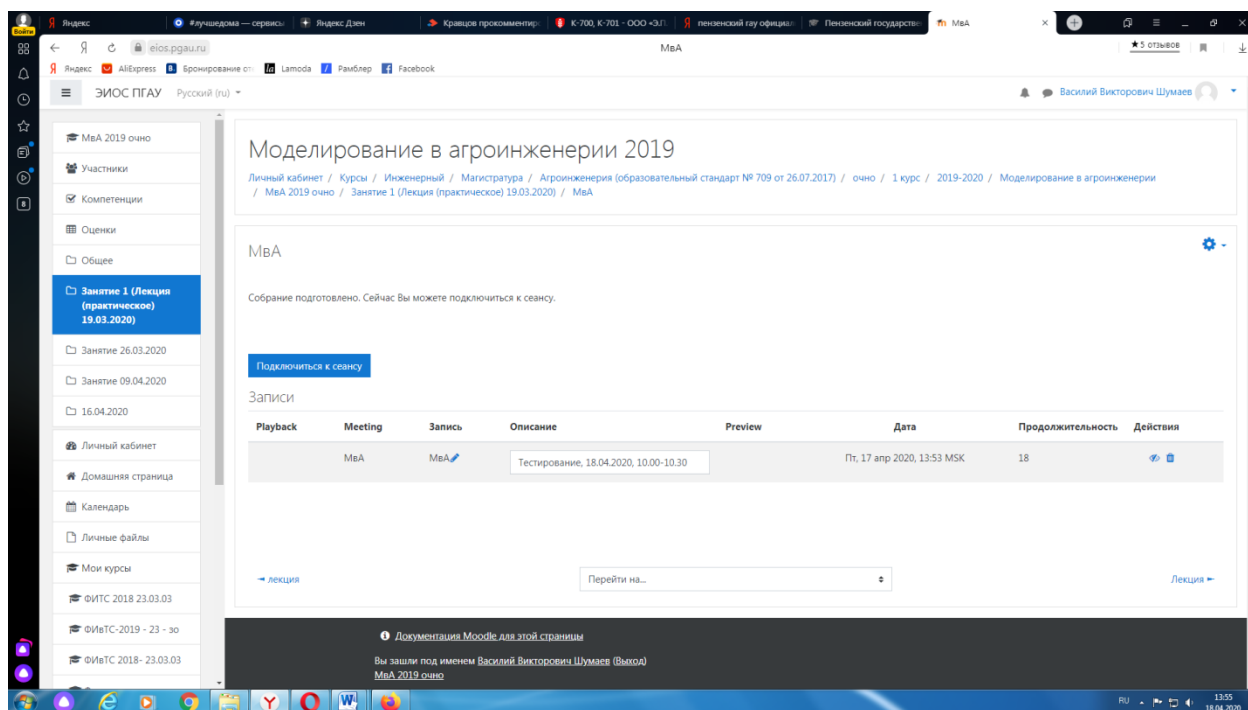 Войти
Яндекс
#лучшедома — сервисы
Яндекс Дзен
Кравцов прокомментиро
К-700, К-701 - ООО «Э.Л.
пензенский гау официал
Пензенский государстве
МвА
eios.pgau.ru
МвА
★5 отзывов
Яндекс
AliExpress
Бронирование от
Lamoda
Рамблер
Facebook
ЭИОС ПГАУ Русский (ru)
Василий Викторович Шумаев
МвА 2019 очно
Участники
Компетенции
Оценки
Общее
Занятие 1 (Лекция
(практическое)
19.03.2020)
Занятие 26.03.2020
Занятие 09.04.2020
16.04.2020
Личный кабинет
Домашняя страница
Календарь
Личные файлы
Мои курсы
ФИТС 2018 23.03.03
ФИвТС-2019 - 23 - зо
ФИвТС 2018- 23.03.03
Моделирование в агроинженерии 2019
Личный кабинет / Курсы / Инженерный / Магистратура / Агроинженерия (образовательный стандарт № 709 от 26.07.2017) / очно / 1 курс / 2019-2020 / Моделирование в агроинженерии
/ МвА 2019 очно / Занятие 1 (Лекция (практическое) 19.03.2020) / МвА
МвА
Собрание подготовлено. Сейчас Вы можете подключиться к сеансу.
Подключиться к сеансу
Записи
Playback Meeting Запись Описание Preview Дата Продолжительность Действия
МвА МвА Тестирование, 18.04.2020, 10.00-10.30 Пт, 17 апр 2020, 13:53 MSK 18
◄ лекция
Перейти на...
Лекция ►
Документация Moodle для этой страницы
Вы зашли под именем Василий Викторович Шумаев (Выход)
МвА 2019 очно
RU
13:55
18.04.2020